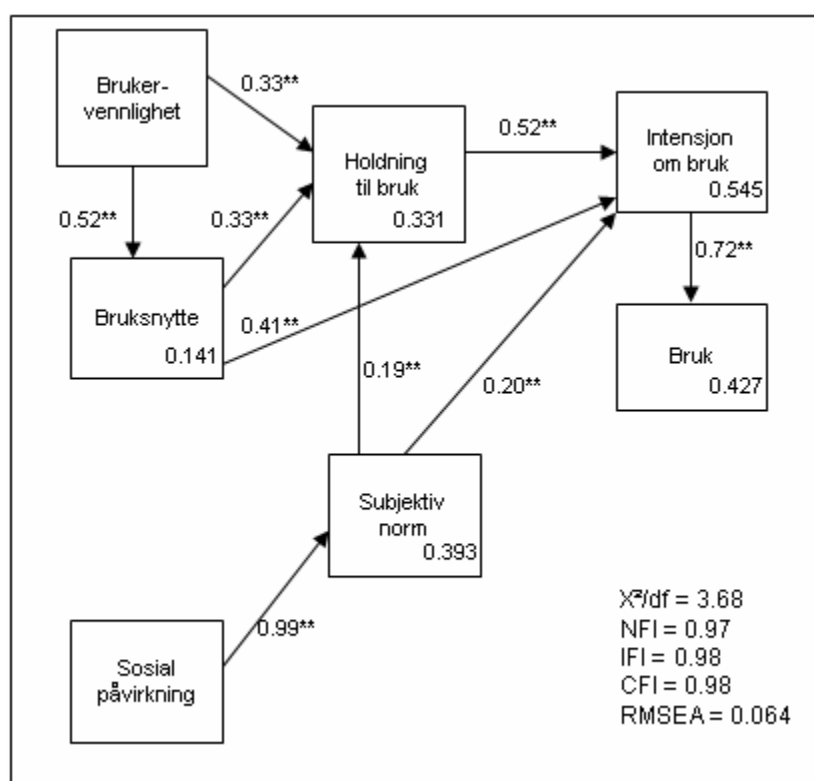 Bruker-
vennlighet
0.33**
Holdning
til bruk
0.331
0.52**
Intensjon
om bruk
0.545
0.52**
0.33**
0.72**
Bruksnytte
0.141
0.41**
Bruk
0.427
0.19**
0.20**
Subjektiv
norm
0.393
0.99**
Sosial
påvirkning
X²/df = 3.68
NFI = 0.97
IFI = 0.98
CFI = 0.98
RMSEA = 0.064